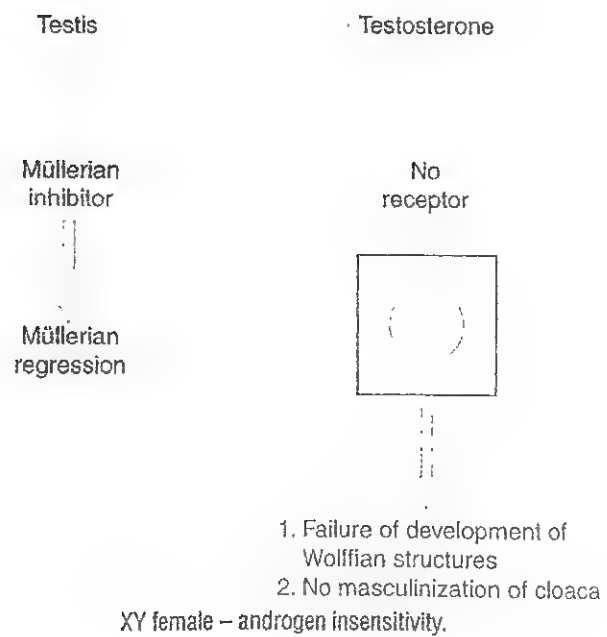 Testis
Testosterone
Müllerian
inhibitor
No
receptor
Müllerian
regression
1. Failure of development of
Wolffian structures
2. No masculinization of cloaca
XY female – androgen insensitivity.